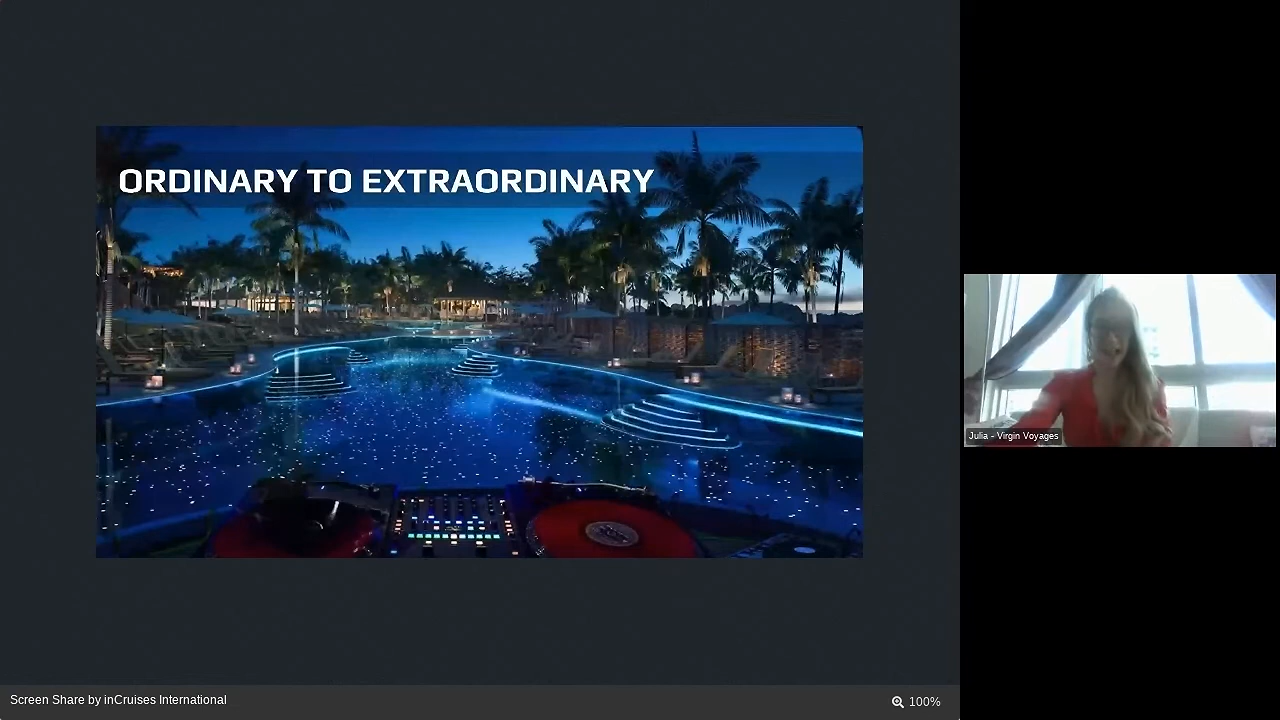 ORDINARY TO EXTRAORDINARY
Julia - Virgin Voyages
Screen Share by inCruises International
100%